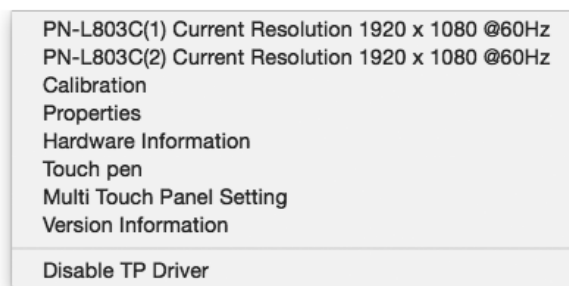 PN-L803C(1) Current Resolution 1920 x 1080 @60Hz
PN-L803C(2) Current Resolution 1920 x 1080 @60Hz
Calibration
Properties
Hardware Information
Touch pen
Multi Touch Panel Setting
Version Information
Disable TP Driver